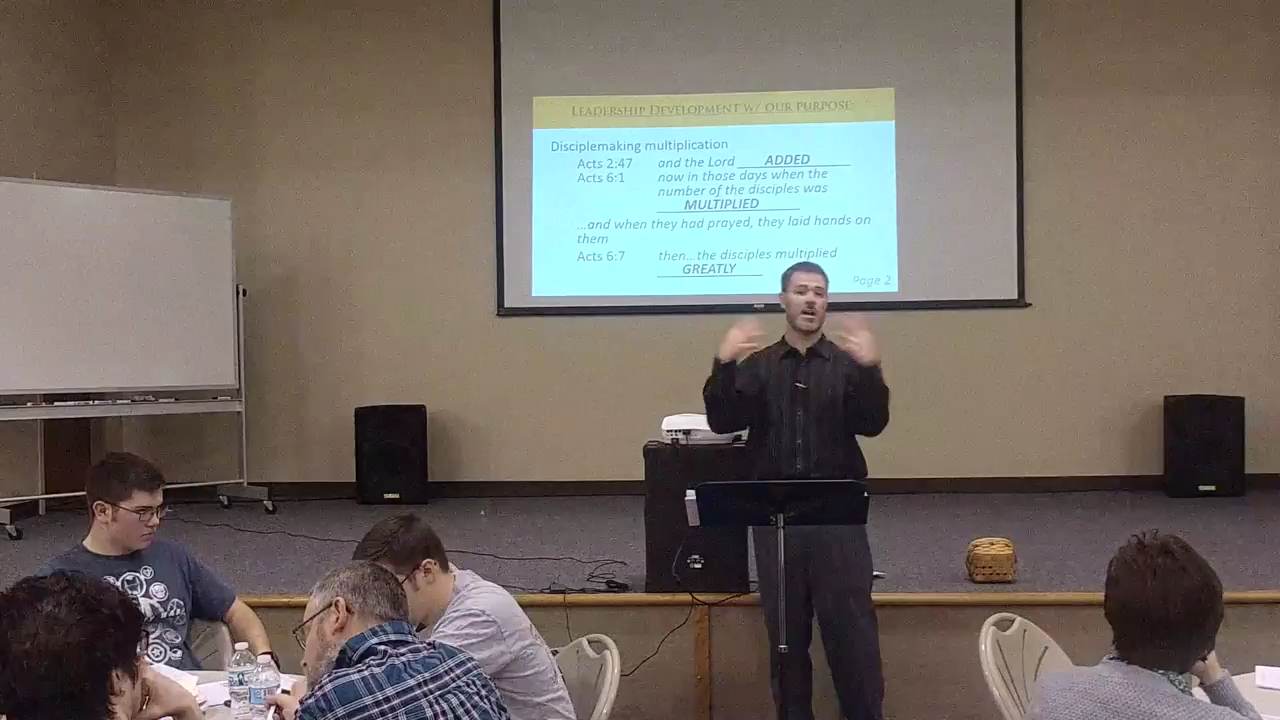 LEADERSHIP DEVELOPMENT W/ OUR PURPOSE:
Disciplemaking multiplication
Acts 2:47 and the Lord ADDED
Acts 6:1 now in those days when the
number of the disciples was
MULTIPLIED
...and when they had prayed, they laid hands on
them
Acts 6:7 then...the disciples multiplied
GREATLY
Page 2